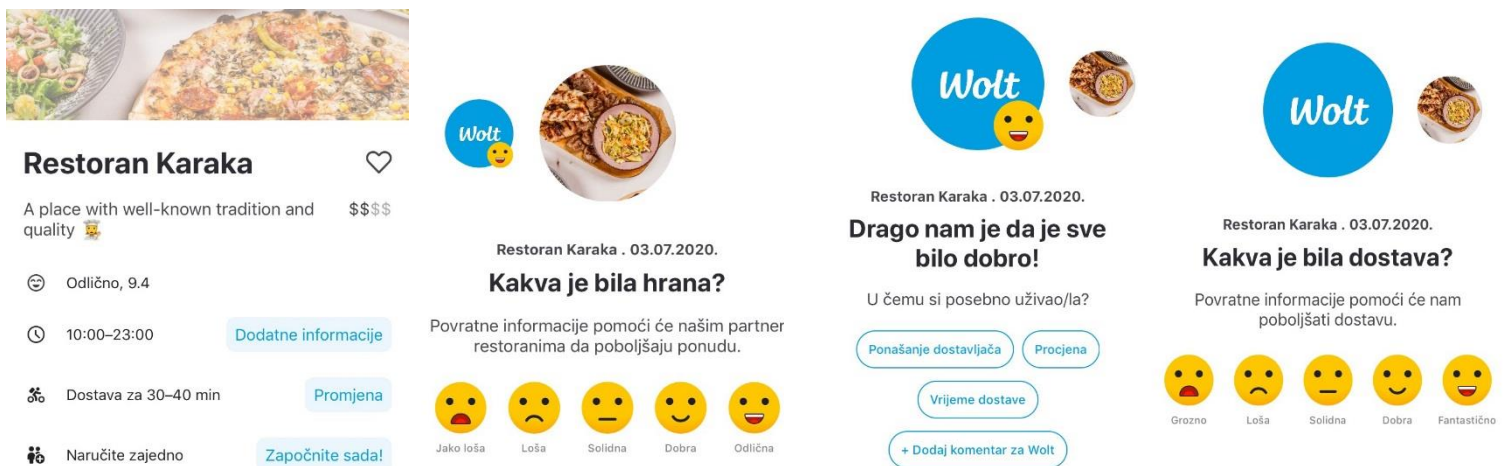 Restoran Karaka
A place with well-known tradition and $$$$
quality
Odlično, 9.4
10:00–23:00 Dodatne informacije
Dostava za 30–40 min Promjena
Naručite zajedno Započnite sada!
Wolt
Restoran Karaka . 03.07.2020.
Kakva je bila hrana?
Povratne informacije pomoći će našim partner
restoranima da poboljšaju ponudu.
Jako loša Loša Solidna Dobra Odlična
Wolt
Restoran Karaka . 03.07.2020.
Drago nam je da je sve
bilo dobro!
U čemu si posebno uživao/la?
Ponašanje dostavljača Procjena
Vrijeme dostave
+ Dodaj komentar za Wolt
Wolt
Restoran Karaka . 03.07.2020.
Kakva je bila dostava?
Povratne informacije pomoći će nam
poboljšati dostavu.
Grozno Loša Solidna Dobra Fantastično